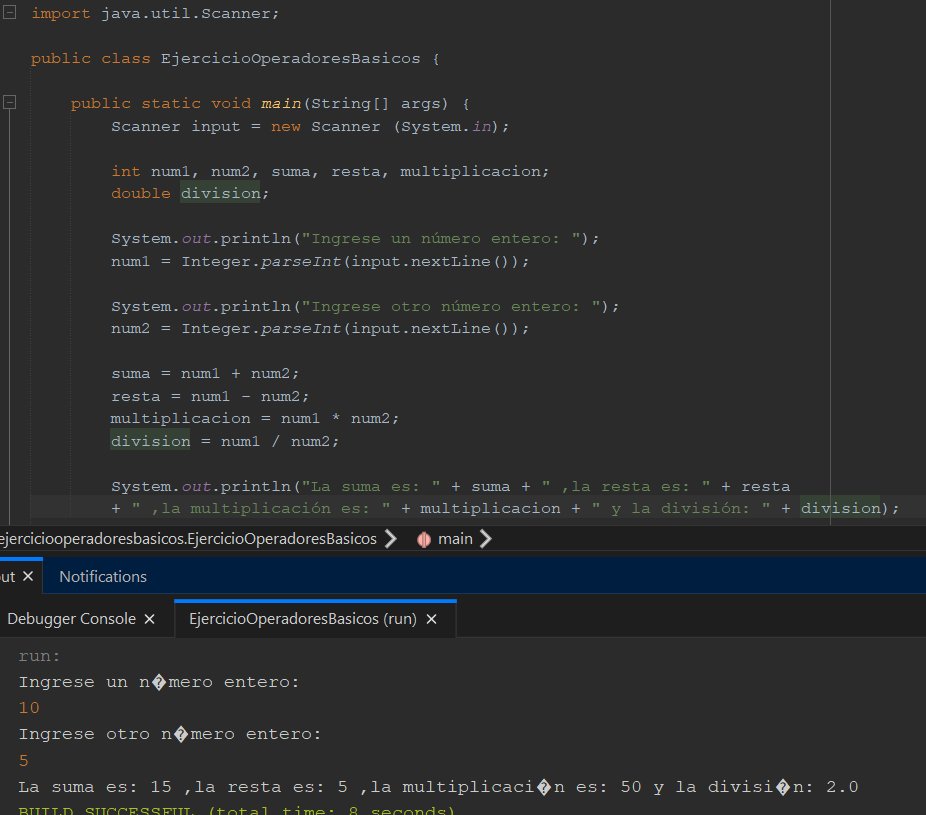 import java.util.Scanner;
public class EjercicioOperadoresBasicos {
public static void main(String[] args) {
Scanner input = new Scanner (System.in);
int num1, num2, suma, resta, multiplicacion;
double division;
System.out.println("Ingrese un número entero: ");
num1 = Integer.parseInt(input.nextLine());
System.out.println("Ingrese otro número entero: ");
num2 = Integer.parseInt(input.nextLine());
suma = num1 + num2;
resta = num1 - num2;
multiplicacion = num1 * num2;
division = num1 / num2;
System.out.println("La suma es: " + suma + " ,la resta es: " + resta
+ " ,la multiplicación es: " + multiplicacion + " y la división: " + division);
ejerciciooperadoresbasicos.EjercicioOperadoresBasicos main
out Notifications
Debugger Console EjercicioOperadoresBasicos (run)
run:
Ingrese un n�mero entero:
10
Ingrese otro n�mero entero:
5
La suma es: 15 ,la resta es: 5 ,la multiplicaci�n es: 50 y la divisi�n: 2.0
BUILD SUCCESSFUL (total time: 8 seconds)